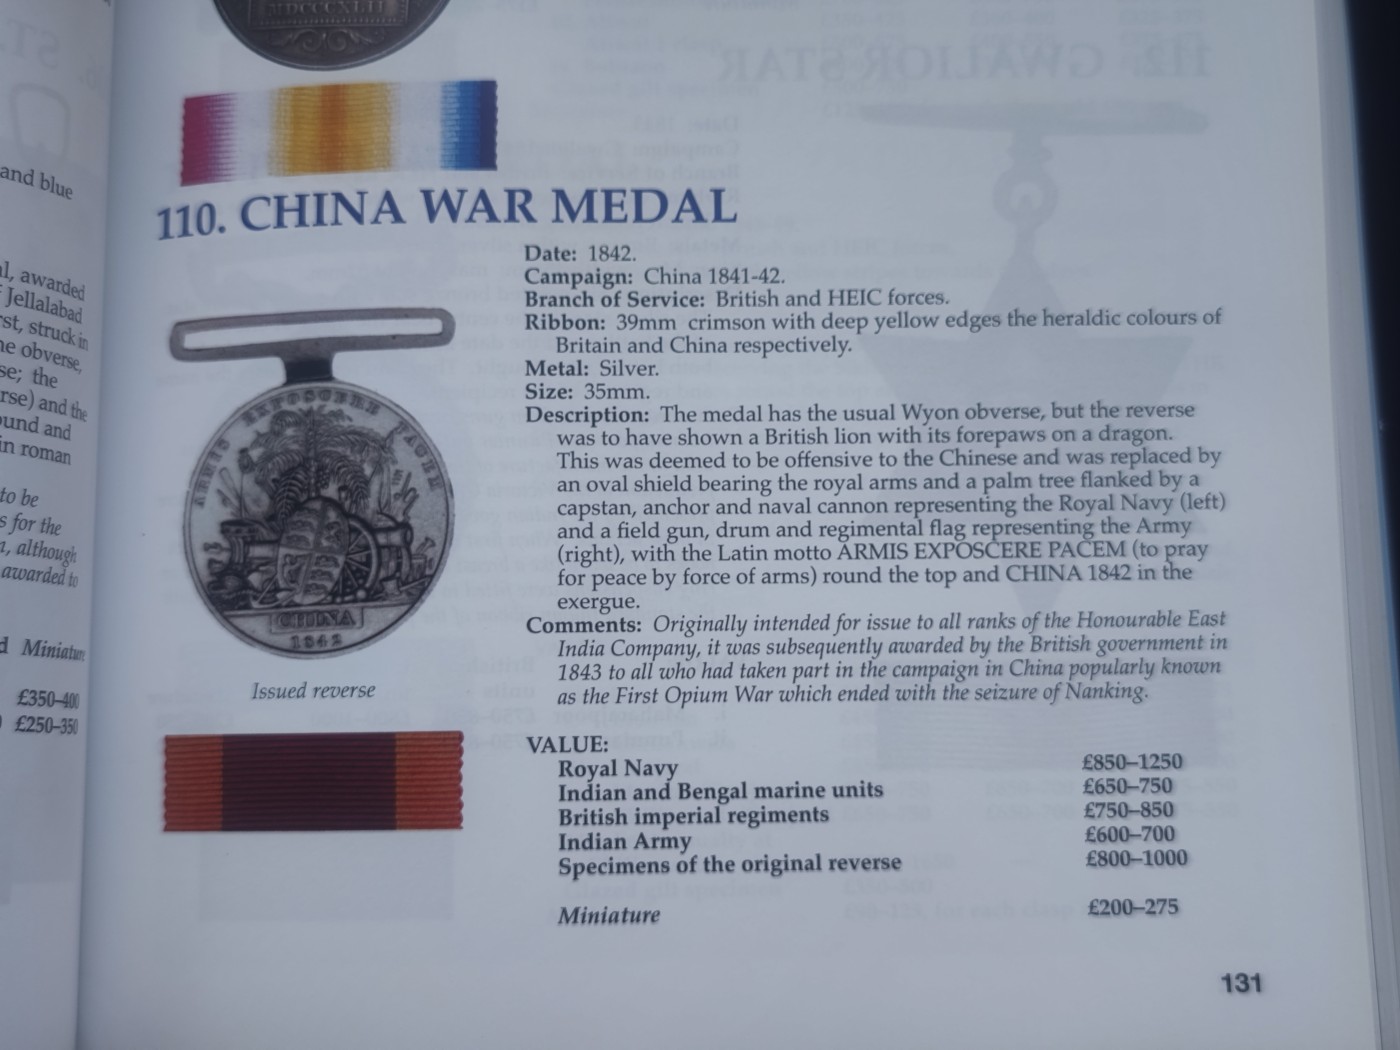 MDCCCXLII
and blue
awarded
Jellalabad
struck in
obverse,
the
and the
and
in roman
to be
for the
although
awarded to
Miniature
£350–400
£250–350
110. CHINA WAR MEDAL
Date: 1842.
Campaign: China 1841-42.
Branch of Service: British and HEIC forces.
Ribbon: 39mm crimson with deep yellow edges the heraldic colours of
Britain and China respectively.
Metal: Silver.
Size: 35mm.
Description: The medal has the usual Wyon obverse, but the reverse
was to have shown a British lion with its forepaws on a dragon.
This was deemed to be offensive to the Chinese and was replaced by
an oval shield bearing the royal arms and a palm tree flanked by a
capstan, anchor and naval cannon representing the Royal Navy (left)
and a field gun, drum and regimental flag representing the Army
(right), with the Latin motto ARMIS EXPOSCERE PACEM (to pray
for peace by force of arms) round the top and CHINA 1842 in the
exergue.
Comments: Originally intended for issue to all ranks of the Honourable East
India Company, it was subsequently awarded by the British government in
1843 to all who had taken part in the campaign in China popularly known
as the First Opium War which ended with the seizure of Nanking.
ARMIS EXPOSCERE PACEM
CHINA
1842
Issued reverse
VALUE:
Royal Navy £850–1250
Indian and Bengal marine units £650–750
British imperial regiments £750–850
Indian Army £600–700
Specimens of the original reverse £800–1000
Miniature £200–275
131